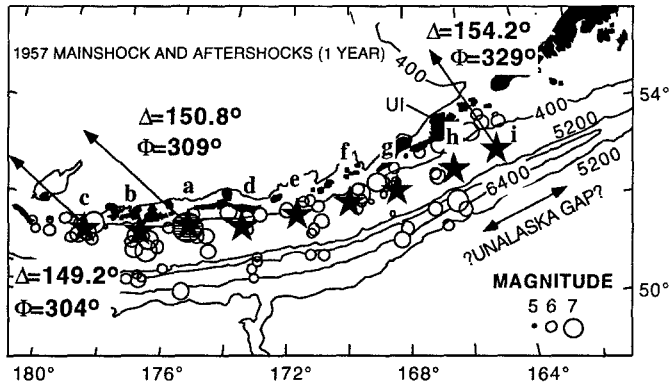 1957 MAINSHOCK AND AFTERSHOCKS (1 YEAR)
Δ=154.2°
Φ=329°
400
54°
UI
400
5200
Δ=150.8°
Φ=309°
a
b
c
d
e
f
g
h
i
6400
5200
?UNALASKA GAP?
Δ=149.2°
Φ=304°
MAGNITUDE
5 6 7
50°
180° 176° 172° 168° 164°